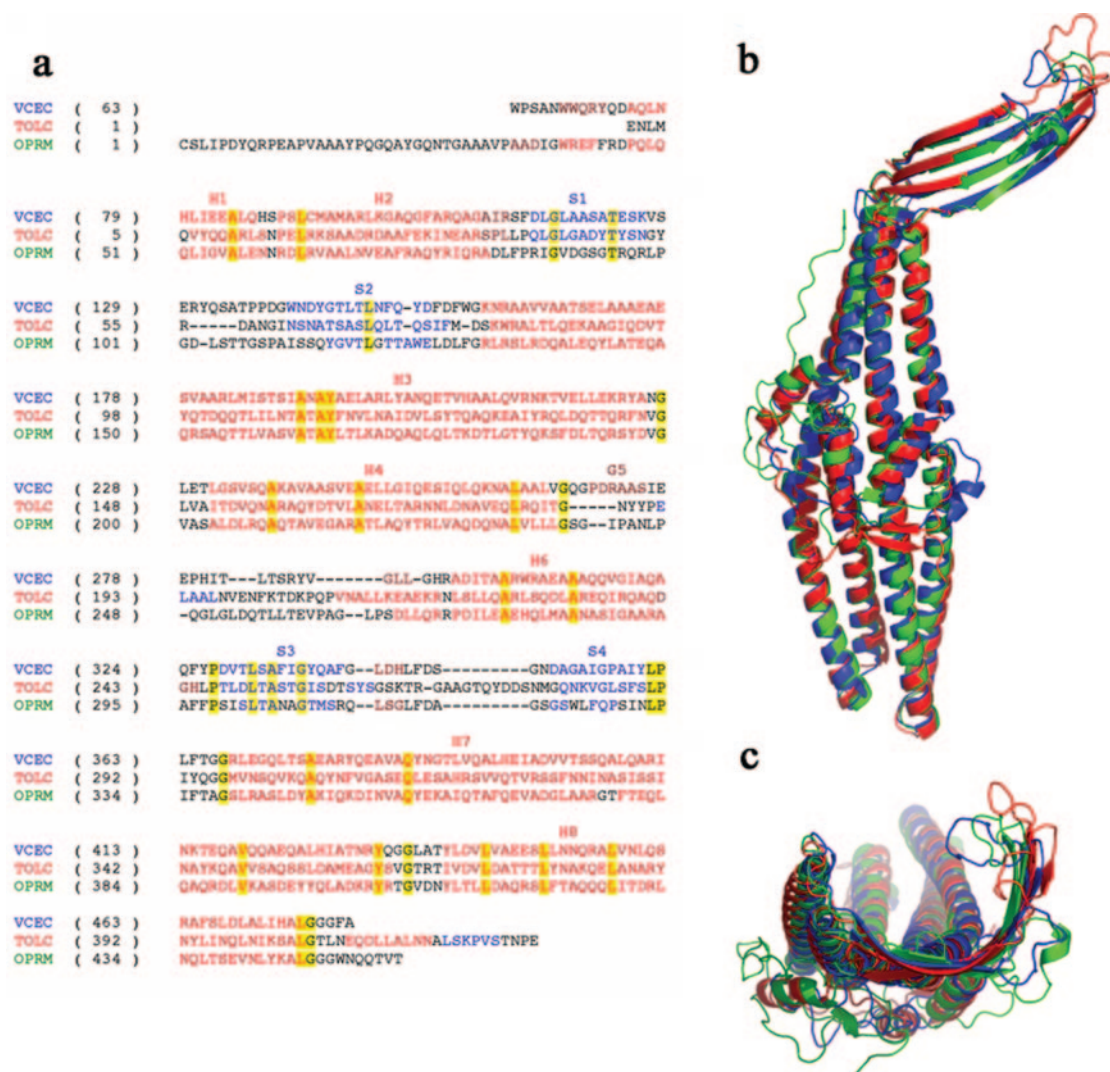 a
b
VCEC ( 63 ) WPSANWWQRYQDAQLN
TOLC ( 1 ) ENLM
OPRM ( 1 ) CSLIPDYQRPEAPVAAAYPQGQAYGQNTGAAAVPAADIGWREFFRDPQLQ
H1 H2 S1
VCEC ( 79 ) HLIEEALQHSPSLCMAMARLKGAQGFARQAGAIRSFDLGLAASATESKVS
TOLC ( 5 ) QVYQQARLSNPELRKSAADRDAAFEKINEARSPLLPQLGLGADYTYSNGY
OPRM ( 51 ) QLIGVALENNRDLRVAALNVEAFRAQYRIQRADLFPRIGVDGSGTRQRLP
S2
VCEC ( 129 ) ERYQSATPPDGWNDYGTLTLNFQ-YDFDFWGKNRAAVVAATSELAAAEAE
TOLC ( 55 ) R-----DANGINSNATSASLQLT-QSIFM-DSKWRALTLQEKAAGIQDVT
OPRM ( 101 ) GD-LSTTGSPAISSQYGVTLGTTAWELDLFGRLRSLRDQALEQYLATEQA
H3
VCEC ( 178 ) SVAARLMISTSIANAYAELARLYANQETVHAALQVRNKTVELLEKRYANG
TOLC ( 98 ) YQTDQQTLILNTATAYFNVLNAIDVLSYTQAQKEAIYRQLDQTTQRFNVG
OPRM ( 150 ) QRSAQTTLVASVATAYLTLKADQAQLQLTKDTLGTYQKSFDLTQRSYDVG
H4 G5
VCEC ( 228 ) LETLGSVSQAKAVAASVEAELLGIQESIQLQKNALAALVGQGPDRAASIE
TOLC ( 148 ) LVAITDVQNARAQYDTVLANELTARNNLDNAVEQLRQITG-----NYYPE
OPRM ( 200 ) VASALDLRQAQTAVEGARATLAQYTRLVAQDQNALVLLLGSG--IPANLP
H6
VCEC ( 278 ) EPHIT---LTSRYV-------GLL-GHRADITAARWRAEAAAQQVGIAQA
TOLC ( 193 ) LAALNVENFKTDKPQPVNALLKEAEKRNLSLLQARLSQDLAREQIRQAQD
OPRM ( 248 ) -QGLGLDQTLLTEVPAG--LPSDLLQRRPDILEAEHQLMAANASIGAARA
S3 S4
VCEC ( 324 ) QFYPDVTLSAFIGYQAFG--LDHLFDS---------GNDAGAIGPAIYLP
TOLC ( 243 ) GHLPTLDLTASTGISDTSYSGSKTR-GAAGTQYDDSNMGQNKVGLSFSLP
OPRM ( 295 ) AFFPSISLTANAGTMSRQ--LSGLFDA---------GSGSWLFQPSINLP
H7
VCEC ( 363 ) LFTGGRLEGQLTSAEARYQEAVAQYNGTLVQALHEIADVVTSSQALQARI
TOLC ( 292 ) IYQGGMVNSQVKQAQYNFVGASEQLESAHRSVVQTVRSSFNNINASISSI
OPRM ( 334 ) IFTAGSLRASLDYAKIQKDINVAQYEKAIQTAFQEVADGLAARGTFTEQL
H8
VCEC ( 413 ) NKTEQAVQQAEQALHIATNRYQGGLATYLDVLVAEESLLNNQRALVNLQS
TOLC ( 342 ) NAYKQAVVSAQSSLDAMEAGYSVGTRTIVDVLDATTTLYNAKQELANARY
OPRM ( 384 ) QAQRDLVKASDEYYQLADKRYRTGVDNYLTLLDAQRSLFTAQQQLITDRL
VCEC ( 463 ) RAFSLDLALIHALGGGFA
TOLC ( 392 ) NYLINQLNIKSALGTLNEQDLLALNNALSKPVSTNPE
OPRM ( 434 ) NQLTSEVNLYKALGGGWNQQTVT
c